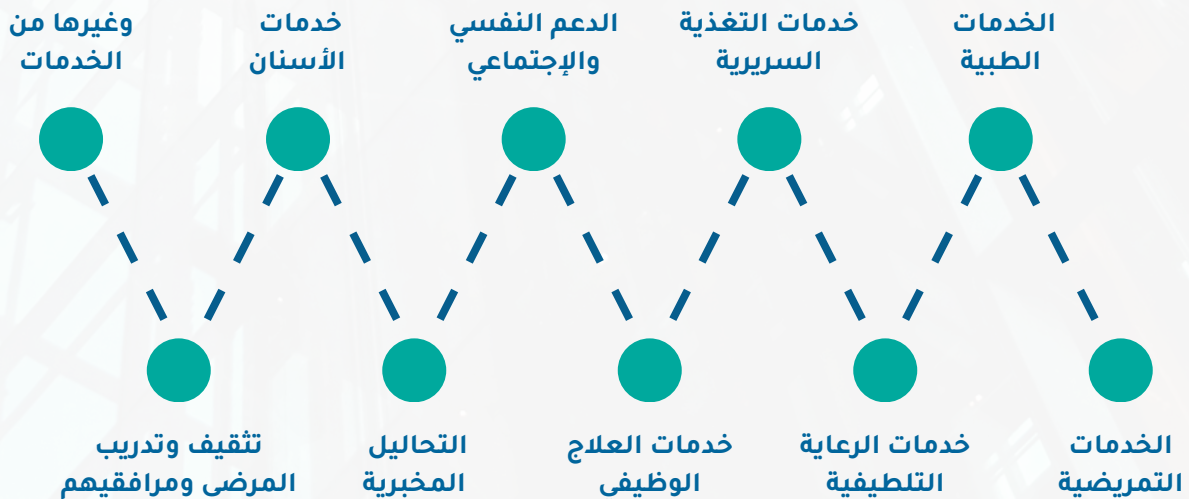 الخدمات
الطبية
خدمات التغذية
السريرية
الدعم النفسي
والإجتماعي
خدمات
الأسنان
وغيرها من
الخدمات
الخدمات
التمريضية
خدمات الرعاية
التلطيفية
خدمات العلاج
الوظيفي
التحاليل
المخبرية
تثقيف وتدريب
المرضى ومرافقيهم